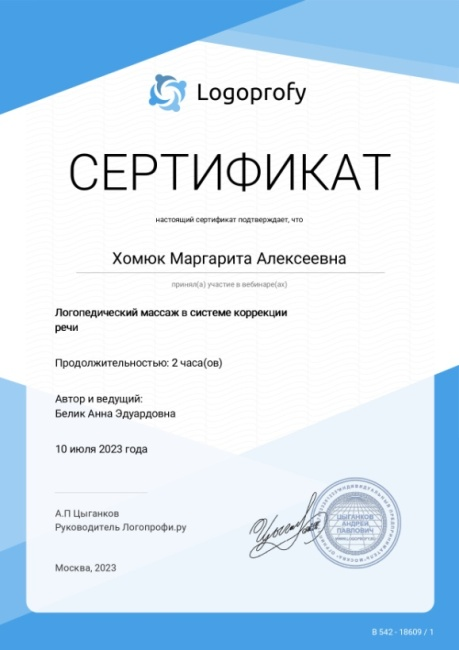 Logoprofy
СЕРТИФИКАТ
настоящий сертификат подтверждает, что
Хомюк Маргарита Алексеевна
принял(а) участие в вебинаре(ах)
Логопедический массаж в системе коррекции
речи
Продолжительностью: 2 часа(ов)
Автор и ведущий:
Белик Анна Эдуардовна
10 июля 2023 года
А.П Цыганков
Руководитель Логопрофи.ру
ЦЫГАНКОВ
АНДРЕЙ
ПАВЛОВИЧ
Москва, 2023
B 542 - 18609 / 1